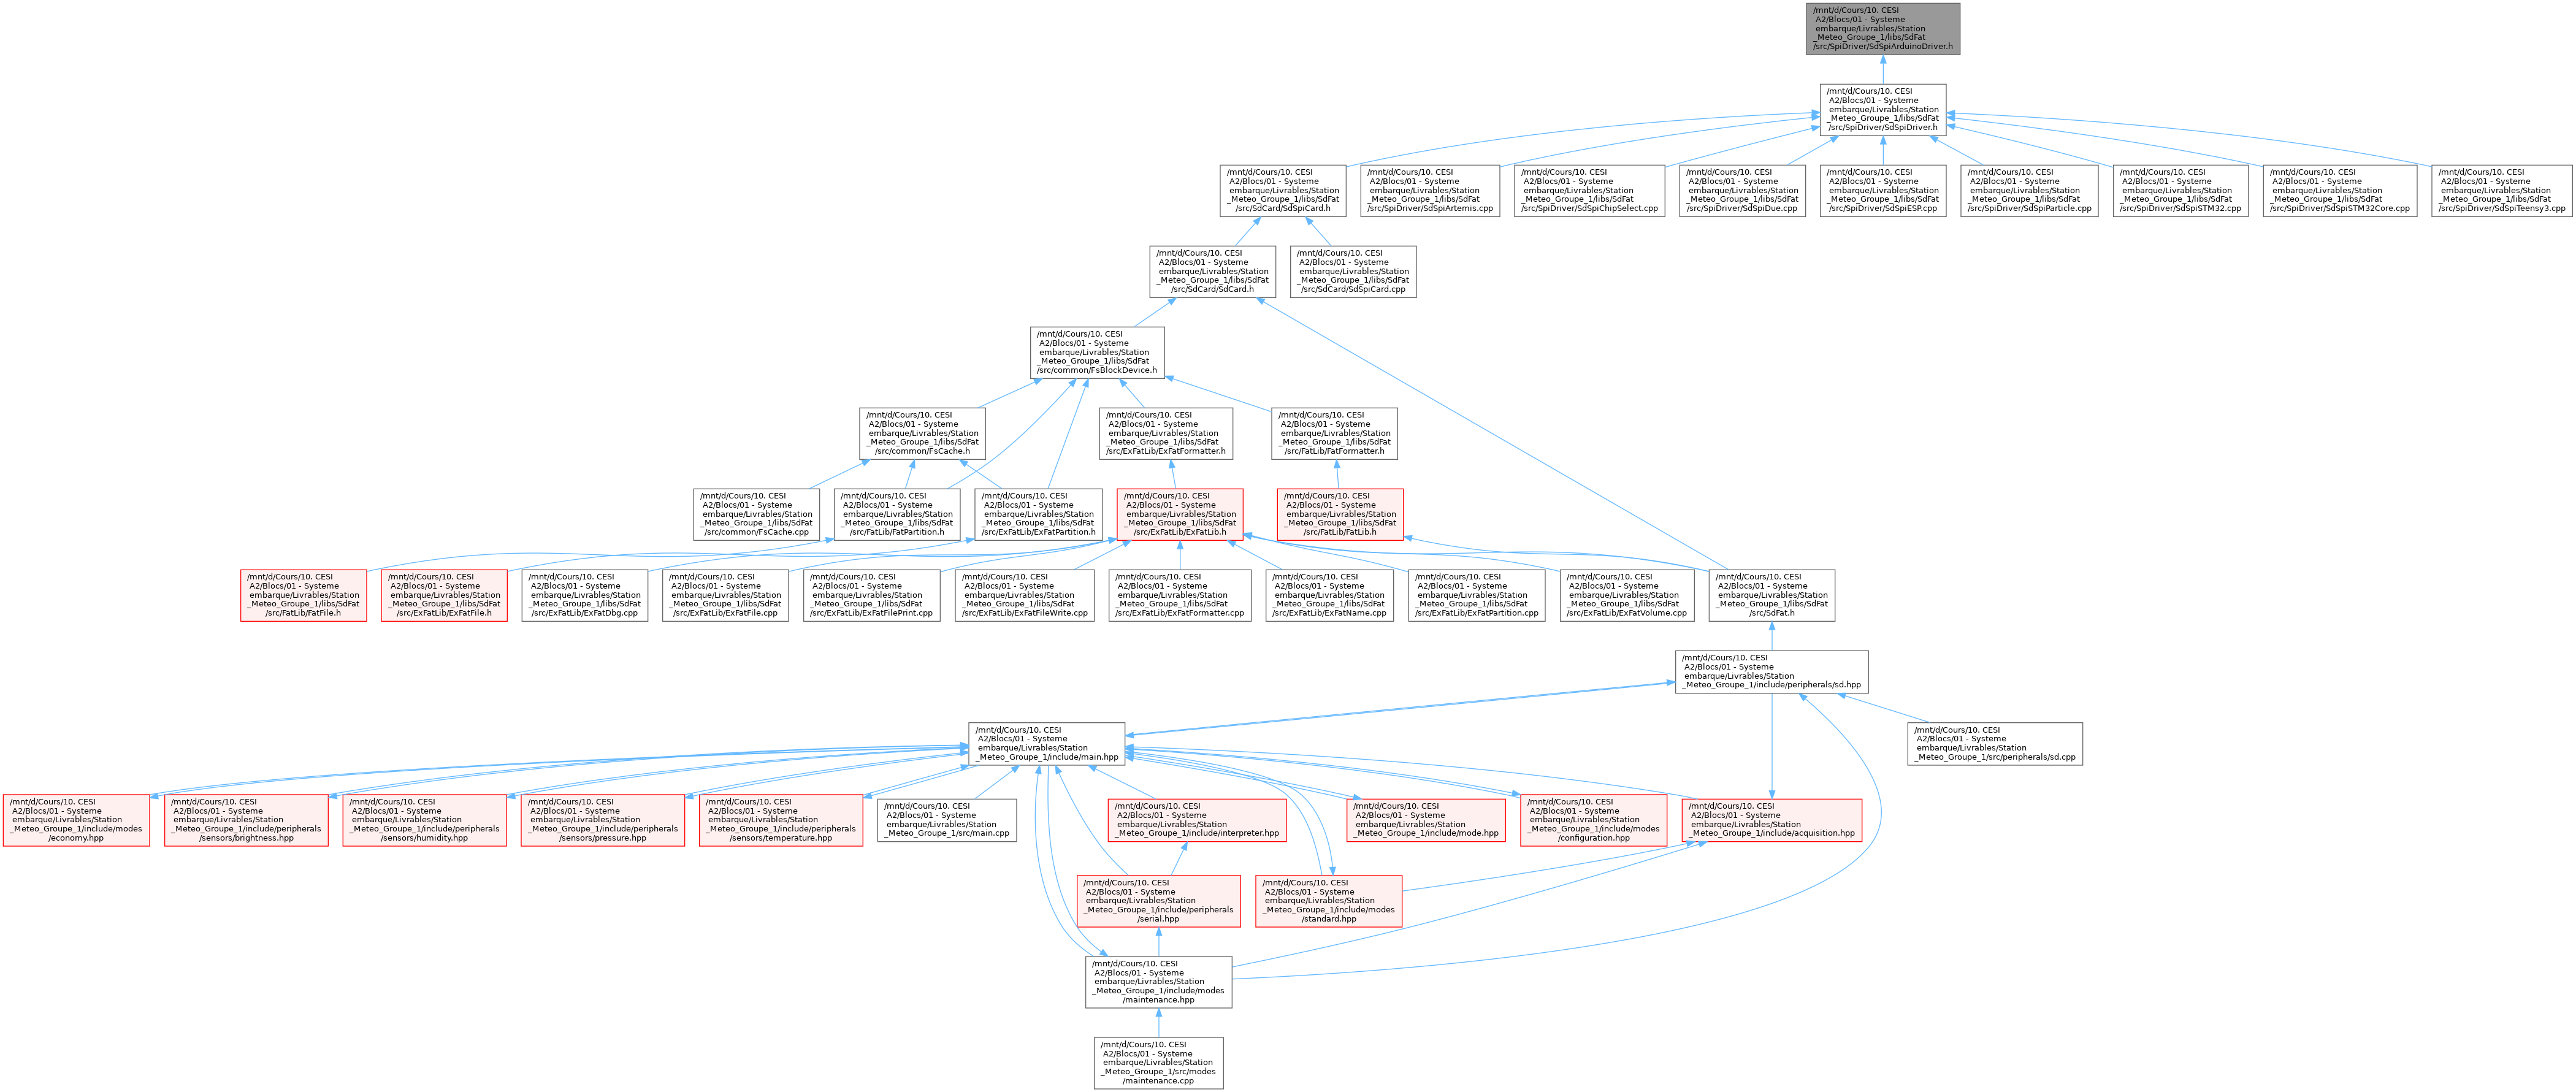 /mnt/d/Cours/10. CESI
A2/Blocs/01 - Systeme
embarque/Livrables/Station
_Meteo_Groupe_1/libs/SdFat
/src/SpiDriver/SdSpiArduinoDriver.h
/mnt/d/Cours/10. CESI
A2/Blocs/01 - Systeme
embarque/Livrables/Station
_Meteo_Groupe_1/libs/SdFat
/src/SpiDriver/SdSpiDriver.h
/mnt/d/Cours/10. CESI
A2/Blocs/01 - Systeme
embarque/Livrables/Station
_Meteo_Groupe_1/libs/SdFat
/src/SdCard/SdSpiCard.h
/mnt/d/Cours/10. CESI
A2/Blocs/01 - Systeme
embarque/Livrables/Station
_Meteo_Groupe_1/libs/SdFat
/src/SpiDriver/SdSpiArtemis.cpp
/mnt/d/Cours/10. CESI
A2/Blocs/01 - Systeme
embarque/Livrables/Station
_Meteo_Groupe_1/libs/SdFat
/src/SpiDriver/SdSpiChipSelect.cpp
/mnt/d/Cours/10. CESI
A2/Blocs/01 - Systeme
embarque/Livrables/Station
_Meteo_Groupe_1/libs/SdFat
/src/SpiDriver/SdSpiDue.cpp
/mnt/d/Cours/10. CESI
A2/Blocs/01 - Systeme
embarque/Livrables/Station
_Meteo_Groupe_1/libs/SdFat
/src/SpiDriver/SdSpiESP.cpp
/mnt/d/Cours/10. CESI
A2/Blocs/01 - Systeme
embarque/Livrables/Station
_Meteo_Groupe_1/libs/SdFat
/src/SpiDriver/SdSpiParticle.cpp
/mnt/d/Cours/10. CESI
A2/Blocs/01 - Systeme
embarque/Livrables/Station
_Meteo_Groupe_1/libs/SdFat
/src/SpiDriver/SdSpiSTM32.cpp
/mnt/d/Cours/10. CESI
A2/Blocs/01 - Systeme
embarque/Livrables/Station
_Meteo_Groupe_1/libs/SdFat
/src/SpiDriver/SdSpiSTM32Core.cpp
/mnt/d/Cours/10. CESI
A2/Blocs/01 - Systeme
embarque/Livrables/Station
_Meteo_Groupe_1/libs/SdFat
/src/SpiDriver/SdSpiTeensy3.cpp
/mnt/d/Cours/10. CESI
A2/Blocs/01 - Systeme
embarque/Livrables/Station
_Meteo_Groupe_1/libs/SdFat
/src/SdCard/SdCard.h
/mnt/d/Cours/10. CESI
A2/Blocs/01 - Systeme
embarque/Livrables/Station
_Meteo_Groupe_1/libs/SdFat
/src/SdCard/SdSpiCard.cpp
/mnt/d/Cours/10. CESI
A2/Blocs/01 - Systeme
embarque/Livrables/Station
_Meteo_Groupe_1/libs/SdFat
/src/common/FsBlockDevice.h
/mnt/d/Cours/10. CESI
A2/Blocs/01 - Systeme
embarque/Livrables/Station
_Meteo_Groupe_1/libs/SdFat
/src/common/FsCache.h
/mnt/d/Cours/10. CESI
A2/Blocs/01 - Systeme
embarque/Livrables/Station
_Meteo_Groupe_1/libs/SdFat
/src/ExFatLib/ExFatFormatter.h
/mnt/d/Cours/10. CESI
A2/Blocs/01 - Systeme
embarque/Livrables/Station
_Meteo_Groupe_1/libs/SdFat
/src/FatLib/FatFormatter.h
/mnt/d/Cours/10. CESI
A2/Blocs/01 - Systeme
embarque/Livrables/Station
_Meteo_Groupe_1/libs/SdFat
/src/common/FsCache.cpp
/mnt/d/Cours/10. CESI
A2/Blocs/01 - Systeme
embarque/Livrables/Station
_Meteo_Groupe_1/libs/SdFat
/src/FatLib/FatPartition.h
/mnt/d/Cours/10. CESI
A2/Blocs/01 - Systeme
embarque/Livrables/Station
_Meteo_Groupe_1/libs/SdFat
/src/ExFatLib/ExFatPartition.h
/mnt/d/Cours/10. CESI
A2/Blocs/01 - Systeme
embarque/Livrables/Station
_Meteo_Groupe_1/libs/SdFat
/src/ExFatLib/ExFatLib.h
/mnt/d/Cours/10. CESI
A2/Blocs/01 - Systeme
embarque/Livrables/Station
_Meteo_Groupe_1/libs/SdFat
/src/FatLib/FatLib.h
/mnt/d/Cours/10. CESI
A2/Blocs/01 - Systeme
embarque/Livrables/Station
_Meteo_Groupe_1/libs/SdFat
/src/FatLib/FatFile.h
/mnt/d/Cours/10. CESI
A2/Blocs/01 - Systeme
embarque/Livrables/Station
_Meteo_Groupe_1/libs/SdFat
/src/ExFatLib/ExFatFile.h
/mnt/d/Cours/10. CESI
A2/Blocs/01 - Systeme
embarque/Livrables/Station
_Meteo_Groupe_1/libs/SdFat
/src/ExFatLib/ExFatDbg.cpp
/mnt/d/Cours/10. CESI
A2/Blocs/01 - Systeme
embarque/Livrables/Station
_Meteo_Groupe_1/libs/SdFat
/src/ExFatLib/ExFatFile.cpp
/mnt/d/Cours/10. CESI
A2/Blocs/01 - Systeme
embarque/Livrables/Station
_Meteo_Groupe_1/libs/SdFat
/src/ExFatLib/ExFatFilePrint.cpp
/mnt/d/Cours/10. CESI
A2/Blocs/01 - Systeme
embarque/Livrables/Station
_Meteo_Groupe_1/libs/SdFat
/src/ExFatLib/ExFatFileWrite.cpp
/mnt/d/Cours/10. CESI
A2/Blocs/01 - Systeme
embarque/Livrables/Station
_Meteo_Groupe_1/libs/SdFat
/src/ExFatLib/ExFatFormatter.cpp
/mnt/d/Cours/10. CESI
A2/Blocs/01 - Systeme
embarque/Livrables/Station
_Meteo_Groupe_1/libs/SdFat
/src/ExFatLib/ExFatName.cpp
/mnt/d/Cours/10. CESI
A2/Blocs/01 - Systeme
embarque/Livrables/Station
_Meteo_Groupe_1/libs/SdFat
/src/ExFatLib/ExFatPartition.cpp
/mnt/d/Cours/10. CESI
A2/Blocs/01 - Systeme
embarque/Livrables/Station
_Meteo_Groupe_1/libs/SdFat
/src/ExFatLib/ExFatVolume.cpp
/mnt/d/Cours/10. CESI
A2/Blocs/01 - Systeme
embarque/Livrables/Station
_Meteo_Groupe_1/libs/SdFat
/src/SdFat.h
/mnt/d/Cours/10. CESI
A2/Blocs/01 - Systeme
embarque/Livrables/Station
_Meteo_Groupe_1/include/peripherals/sd.hpp
/mnt/d/Cours/10. CESI
A2/Blocs/01 - Systeme
embarque/Livrables/Station
_Meteo_Groupe_1/include/main.hpp
/mnt/d/Cours/10. CESI
A2/Blocs/01 - Systeme
embarque/Livrables/Station
_Meteo_Groupe_1/src/peripherals/sd.cpp
/mnt/d/Cours/10. CESI
A2/Blocs/01 - Systeme
embarque/Livrables/Station
_Meteo_Groupe_1/include/modes
/economy.hpp
/mnt/d/Cours/10. CESI
A2/Blocs/01 - Systeme
embarque/Livrables/Station
_Meteo_Groupe_1/include/peripherals
/sensors/brightness.hpp
/mnt/d/Cours/10. CESI
A2/Blocs/01 - Systeme
embarque/Livrables/Station
_Meteo_Groupe_1/include/peripherals
/sensors/humidity.hpp
/mnt/d/Cours/10. CESI
A2/Blocs/01 - Systeme
embarque/Livrables/Station
_Meteo_Groupe_1/include/peripherals
/sensors/pressure.hpp
/mnt/d/Cours/10. CESI
A2/Blocs/01 - Systeme
embarque/Livrables/Station
_Meteo_Groupe_1/include/peripherals
/sensors/temperature.hpp
/mnt/d/Cours/10. CESI
A2/Blocs/01 - Systeme
embarque/Livrables/Station
_Meteo_Groupe_1/src/main.cpp
/mnt/d/Cours/10. CESI
A2/Blocs/01 - Systeme
embarque/Livrables/Station
_Meteo_Groupe_1/include/interpreter.hpp
/mnt/d/Cours/10. CESI
A2/Blocs/01 - Systeme
embarque/Livrables/Station
_Meteo_Groupe_1/include/mode.hpp
/mnt/d/Cours/10. CESI
A2/Blocs/01 - Systeme
embarque/Livrables/Station
_Meteo_Groupe_1/include/modes
/configuration.hpp
/mnt/d/Cours/10. CESI
A2/Blocs/01 - Systeme
embarque/Livrables/Station
_Meteo_Groupe_1/include/acquisition.hpp
/mnt/d/Cours/10. CESI
A2/Blocs/01 - Systeme
embarque/Livrables/Station
_Meteo_Groupe_1/include/peripherals
/serial.hpp
/mnt/d/Cours/10. CESI
A2/Blocs/01 - Systeme
embarque/Livrables/Station
_Meteo_Groupe_1/include/modes
/standard.hpp
/mnt/d/Cours/10. CESI
A2/Blocs/01 - Systeme
embarque/Livrables/Station
_Meteo_Groupe_1/include/modes
/maintenance.hpp
/mnt/d/Cours/10. CESI
A2/Blocs/01 - Systeme
embarque/Livrables/Station
_Meteo_Groupe_1/src/modes
/maintenance.cpp